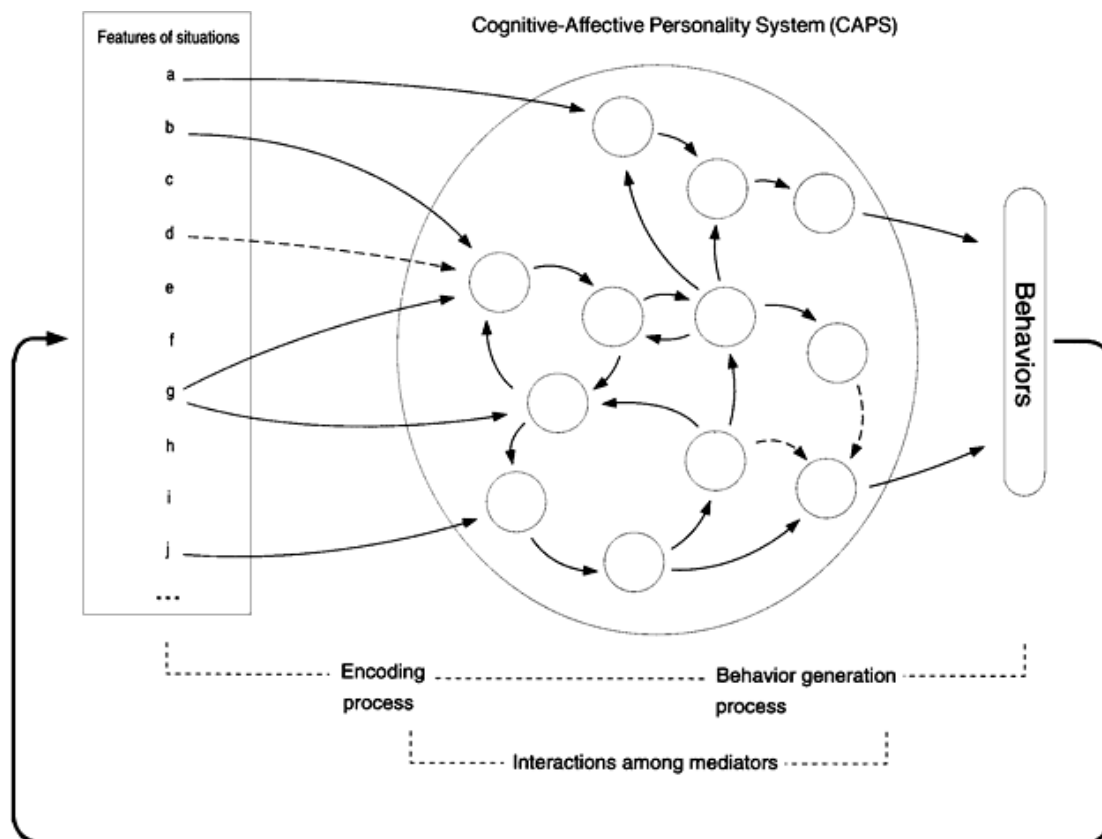 Cognitive-Affective Personality System (CAPS)
Features of situations
a
b
c
d
e
f
g
h
i
j
...
Behaviors
Encoding
process
Behavior generation
process
Interactions among mediators